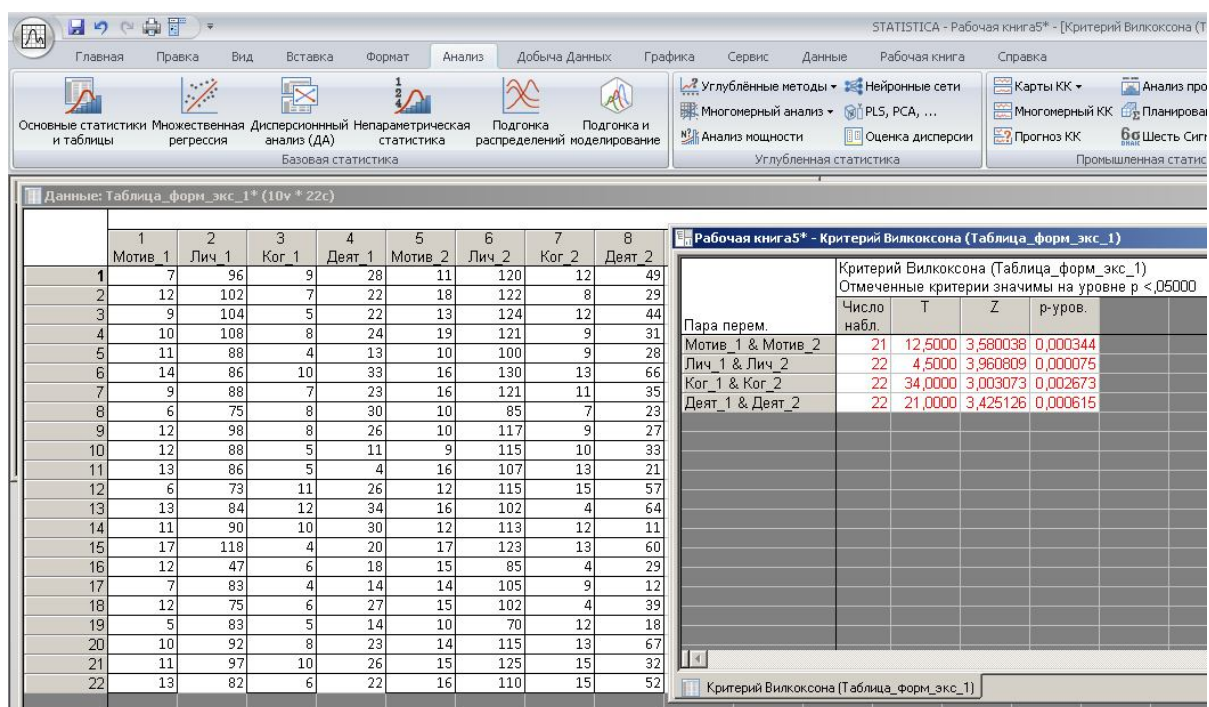 STATISTICA - Рабочая книга5* - [Критерий Вилкоксона (Т
Главная Правка Вид Вставка Формат Анализ Добыча Данных Графика Сервис Данные Рабочая книга Справка
Основные статистики и таблицы
Множественная регрессия
Дисперсионнный анализ (ДА)
Непараметрическая статистика
Подгонка распределений
Подгонка и моделирование
Базовая статистика
Углублённые методы Нейронные сети
Многомерный анализ PLS, PCA, ...
Анализ мощности Оценка дисперсии
Углубленная статистика
Карты КК Анализ про
Многомерный КК Планирован
Прогноз КК Шесть Сигм
Промышленная статис
Данные: Таблица_форм_экс_1* (10v * 22c)
1 2 3 4 5 6 7 8
Мотив_1 Лич_1 Ког_1 Деят_1 Мотив_2 Лич_2 Ког_2 Деят_2
1 7 96 9 28 11 120 12 49
2 12 102 7 22 18 122 8 29
3 9 104 5 22 13 124 12 44
4 10 108 8 24 19 121 9 31
5 11 88 4 13 10 100 9 28
6 14 86 10 33 16 130 13 66
7 9 88 7 23 16 121 11 35
8 6 75 8 30 10 85 7 23
9 12 98 8 26 10 117 9 27
10 12 88 5 11 9 115 10 33
11 13 86 5 4 16 107 13 21
12 6 73 11 26 12 115 15 57
13 13 84 12 34 16 102 4 64
14 11 90 10 30 12 113 12 11
15 17 118 4 20 17 123 13 60
16 12 47 6 18 15 85 4 29
17 7 83 4 14 14 105 9 12
18 12 75 6 27 15 102 4 39
19 5 83 5 14 10 70 12 18
20 10 92 8 23 14 115 13 67
21 11 97 10 26 15 125 15 32
22 13 82 6 22 16 110 15 52
Рабочая книга5* - Критерий Вилкоксона (Таблица_форм_экс_1)
Критерий Вилкоксона (Таблица_форм_экс_1)
Отмеченные критерии значимы на уровне p <,05000
Пара перем. Число набл. T Z p-уров.
Мотив_1 & Мотив_2 21 12,5000 3,580038 0,000344
Лич_1 & Лич_2 22 4,5000 3,960809 0,000075
Ког_1 & Ког_2 22 34,0000 3,003073 0,002673
Деят_1 & Деят_2 22 21,0000 3,425126 0,000615
Критерий Вилкоксона (Таблица_форм_экс_1)